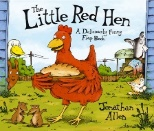 The
Little Red Hen
A Deliciously Funny
Flap Book
Jonathan
Allen